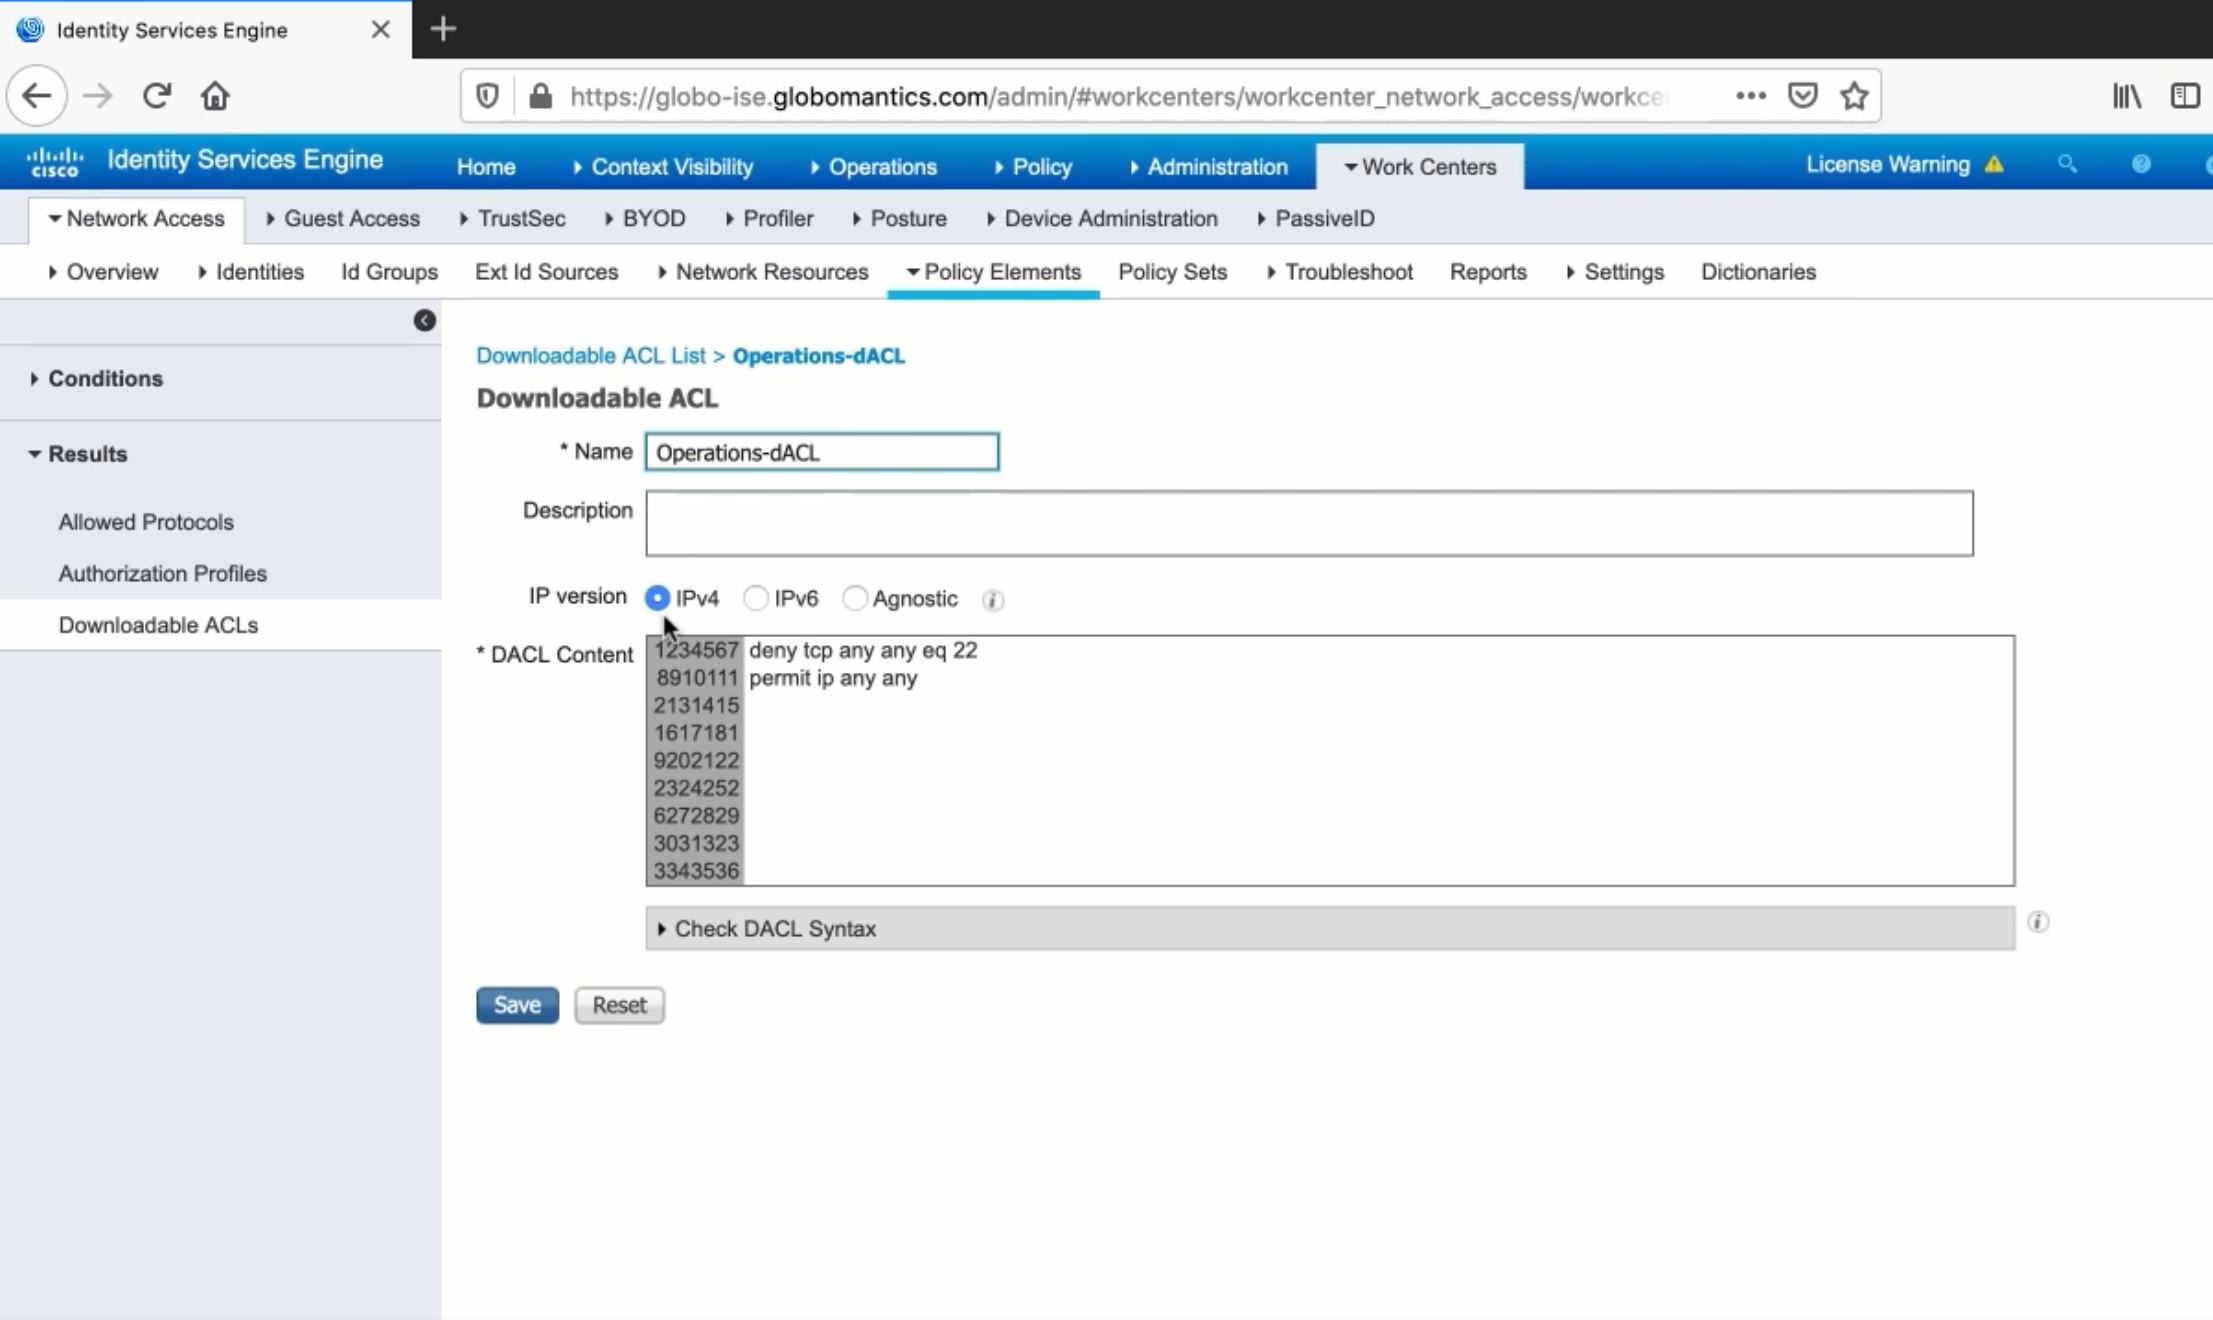 Identity Services Engine
https://globo-ise.globomantics.com/admin/#workcenters/workcenter_network_access/workce
cisco Identity Services Engine Home Context Visibility Operations Policy Administration Work Centers License Warning
Network Access Guest Access TrustSec BYOD Profiler Posture Device Administration PassiveID
Overview Identities Id Groups Ext Id Sources Network Resources Policy Elements Policy Sets Troubleshoot Reports Settings Dictionaries
Conditions
Results
Allowed Protocols
Authorization Profiles
Downloadable ACLs
Downloadable ACL List > Operations-dACL
Downloadable ACL
* Name Operations-dACL
Description
IP version IPv4 IPv6 Agnostic
* DACL Content 1234567 deny tcp any any eq 22
8910111 permit ip any any
2131415
1617181
9202122
2324252
6272829
3031323
3343536
Check DACL Syntax
Save Reset